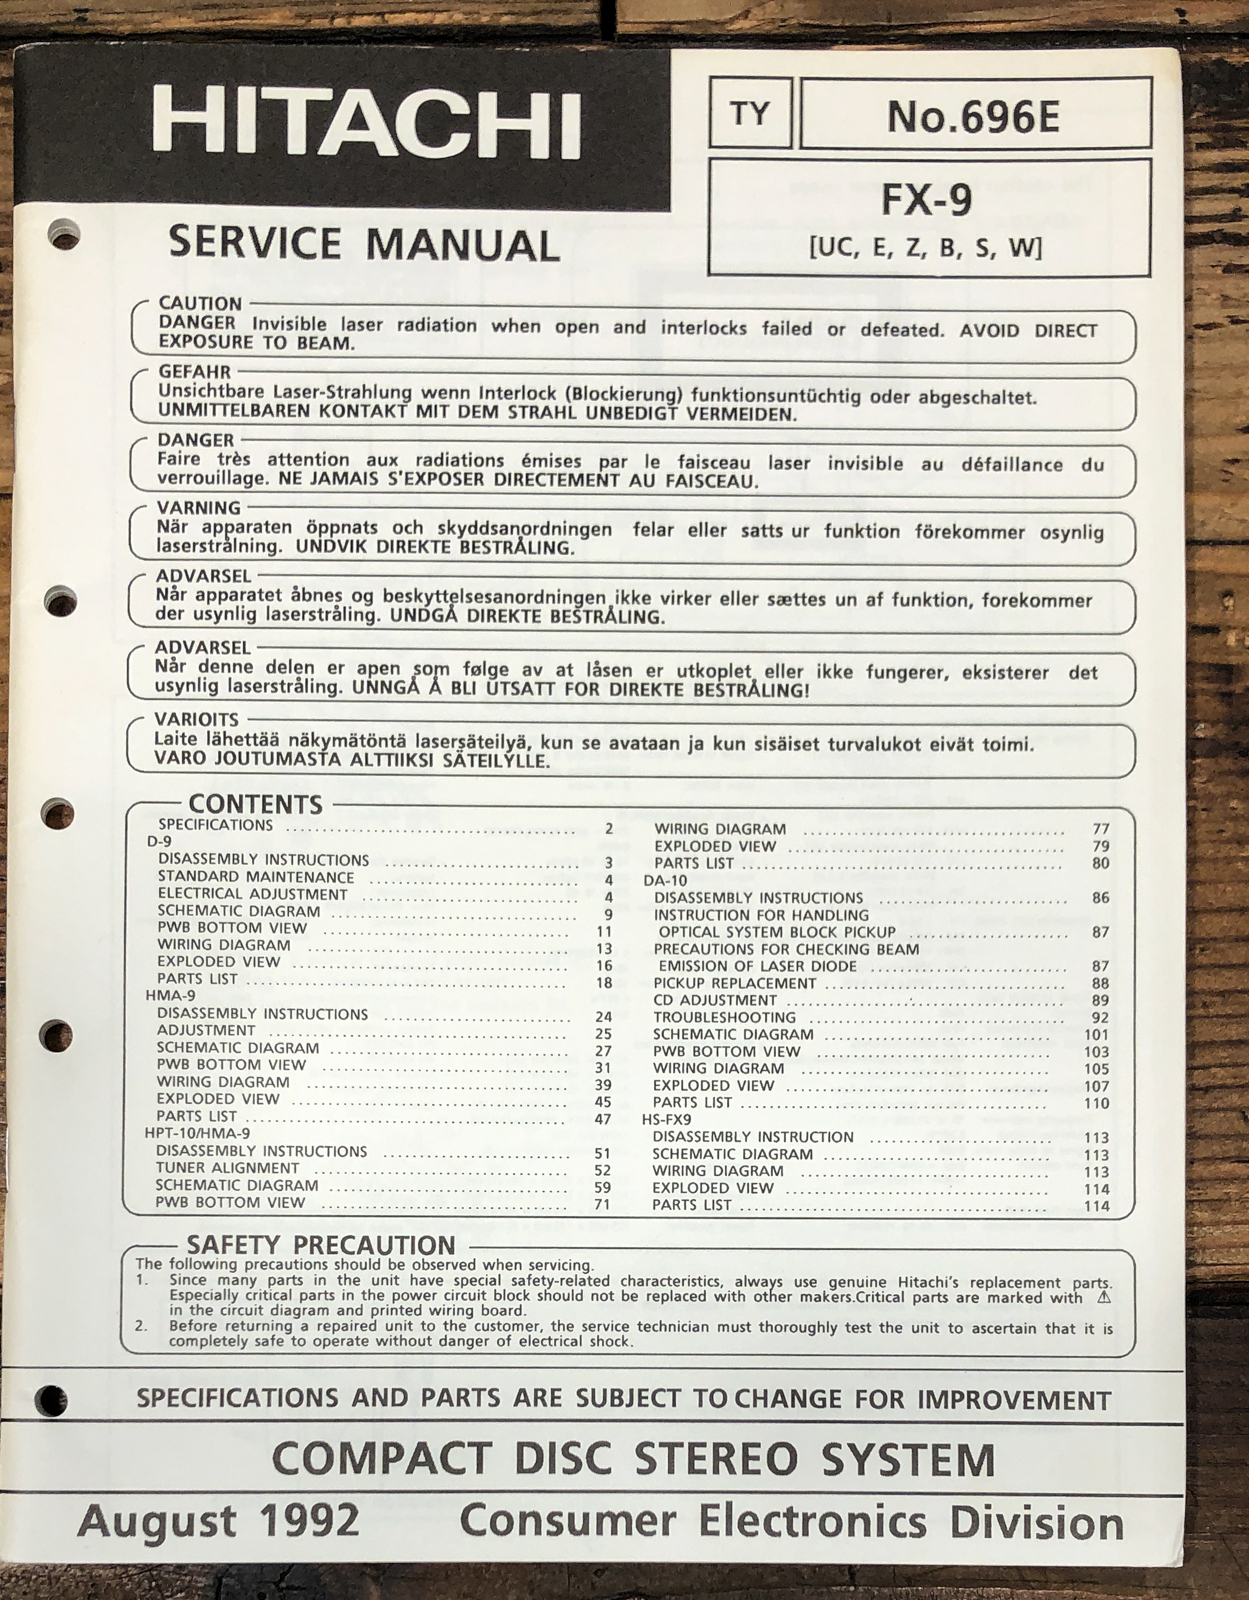 HITACHI
TY
No.696E
FX-9
[UC, E, Z, B, S, W]
SERVICE MANUAL
CAUTION
DANGER Invisible laser radiation when open and interlocks failed or defeated. AVOID DIRECT
EXPOSURE TO BEAM.
GEFAHR
Unsichtbare Laser-Strahlung wenn Interlock (Blockierung) funktionsuntüchtig oder abgeschaltet.
UNMITTELBAREN KONTAKT MIT DEM STRAHL UNBEDIGT VERMEIDEN.
DANGER
Faire très attention aux radiations émises par le faisceau laser invisible au défaillance du
verrouillage. NE JAMAIS S'EXPOSER DIRECTEMENT AU FAISCEAU.
VARNING
När apparaten öppnats och skyddsanordningen felar eller satts ur funktion förekommer osynlig
laserstrålning. UNDVIK DIREKTE BESTRÅLING.
ADVARSEL
Når apparatet åbnes og beskyttelsesanordningen ikke virker eller sættes un af funktion, forekommer
der usynlig laserstråling. UNDGÅ DIREKTE BESTRÅLING.
ADVARSEL
Når denne delen er apen som følge av at låsen er utkoplet eller ikke fungerer, eksisterer det
usynlig laserstråling. UNNGÅ Å BLI UTSATT FOR DIREKTE BESTRÅLING!
VARIOITS
Laite lähettää näkymätöntä lasersäteilyä, kun se avataan ja kun sisäiset turvalukot eivät toimi.
VARO JOUTUMASTA ALTTIIKSI SÄTEILYLLE.
CONTENTS
SPECIFICATIONS 2
D-9
DISASSEMBLY INSTRUCTIONS 3
STANDARD MAINTENANCE 4
ELECTRICAL ADJUSTMENT 4
SCHEMATIC DIAGRAM 9
PWB BOTTOM VIEW 11
WIRING DIAGRAM 13
EXPLODED VIEW 16
PARTS LIST 18
HMA-9
DISASSEMBLY INSTRUCTIONS 24
ADJUSTMENT 25
SCHEMATIC DIAGRAM 27
PWB BOTTOM VIEW 31
WIRING DIAGRAM 39
EXPLODED VIEW 45
PARTS LIST 47
HPT-10/HMA-9
DISASSEMBLY INSTRUCTIONS 51
TUNER ALIGNMENT 52
SCHEMATIC DIAGRAM 59
PWB BOTTOM VIEW 71
WIRING DIAGRAM 77
EXPLODED VIEW 79
PARTS LIST 80
DA-10
DISASSEMBLY INSTRUCTIONS 86
INSTRUCTION FOR HANDLING
OPTICAL SYSTEM BLOCK PICKUP 87
PRECAUTIONS FOR CHECKING BEAM
EMISSION OF LASER DIODE 87
PICKUP REPLACEMENT 88
CD ADJUSTMENT 89
TROUBLESHOOTING 92
SCHEMATIC DIAGRAM 101
PWB BOTTOM VIEW 103
WIRING DIAGRAM 105
EXPLODED VIEW 107
PARTS LIST 110
HS-FX9
DISASSEMBLY INSTRUCTION 113
SCHEMATIC DIAGRAM 113
WIRING DIAGRAM 113
EXPLODED VIEW 114
PARTS LIST 114
SAFETY PRECAUTION
The following precautions should be observed when servicing.
1. Since many parts in the unit have special safety-related characteristics, always use genuine Hitachi's replacement parts.
Especially critical parts in the power circuit block should not be replaced with other makers.Critical parts are marked with ⚠
in the circuit diagram and printed wiring board.
2. Before returning a repaired unit to the customer, the service technician must thoroughly test the unit to ascertain that it is
completely safe to operate without danger of electrical shock.
SPECIFICATIONS AND PARTS ARE SUBJECT TO CHANGE FOR IMPROVEMENT
COMPACT DISC STEREO SYSTEM
August 1992 Consumer Electronics Division